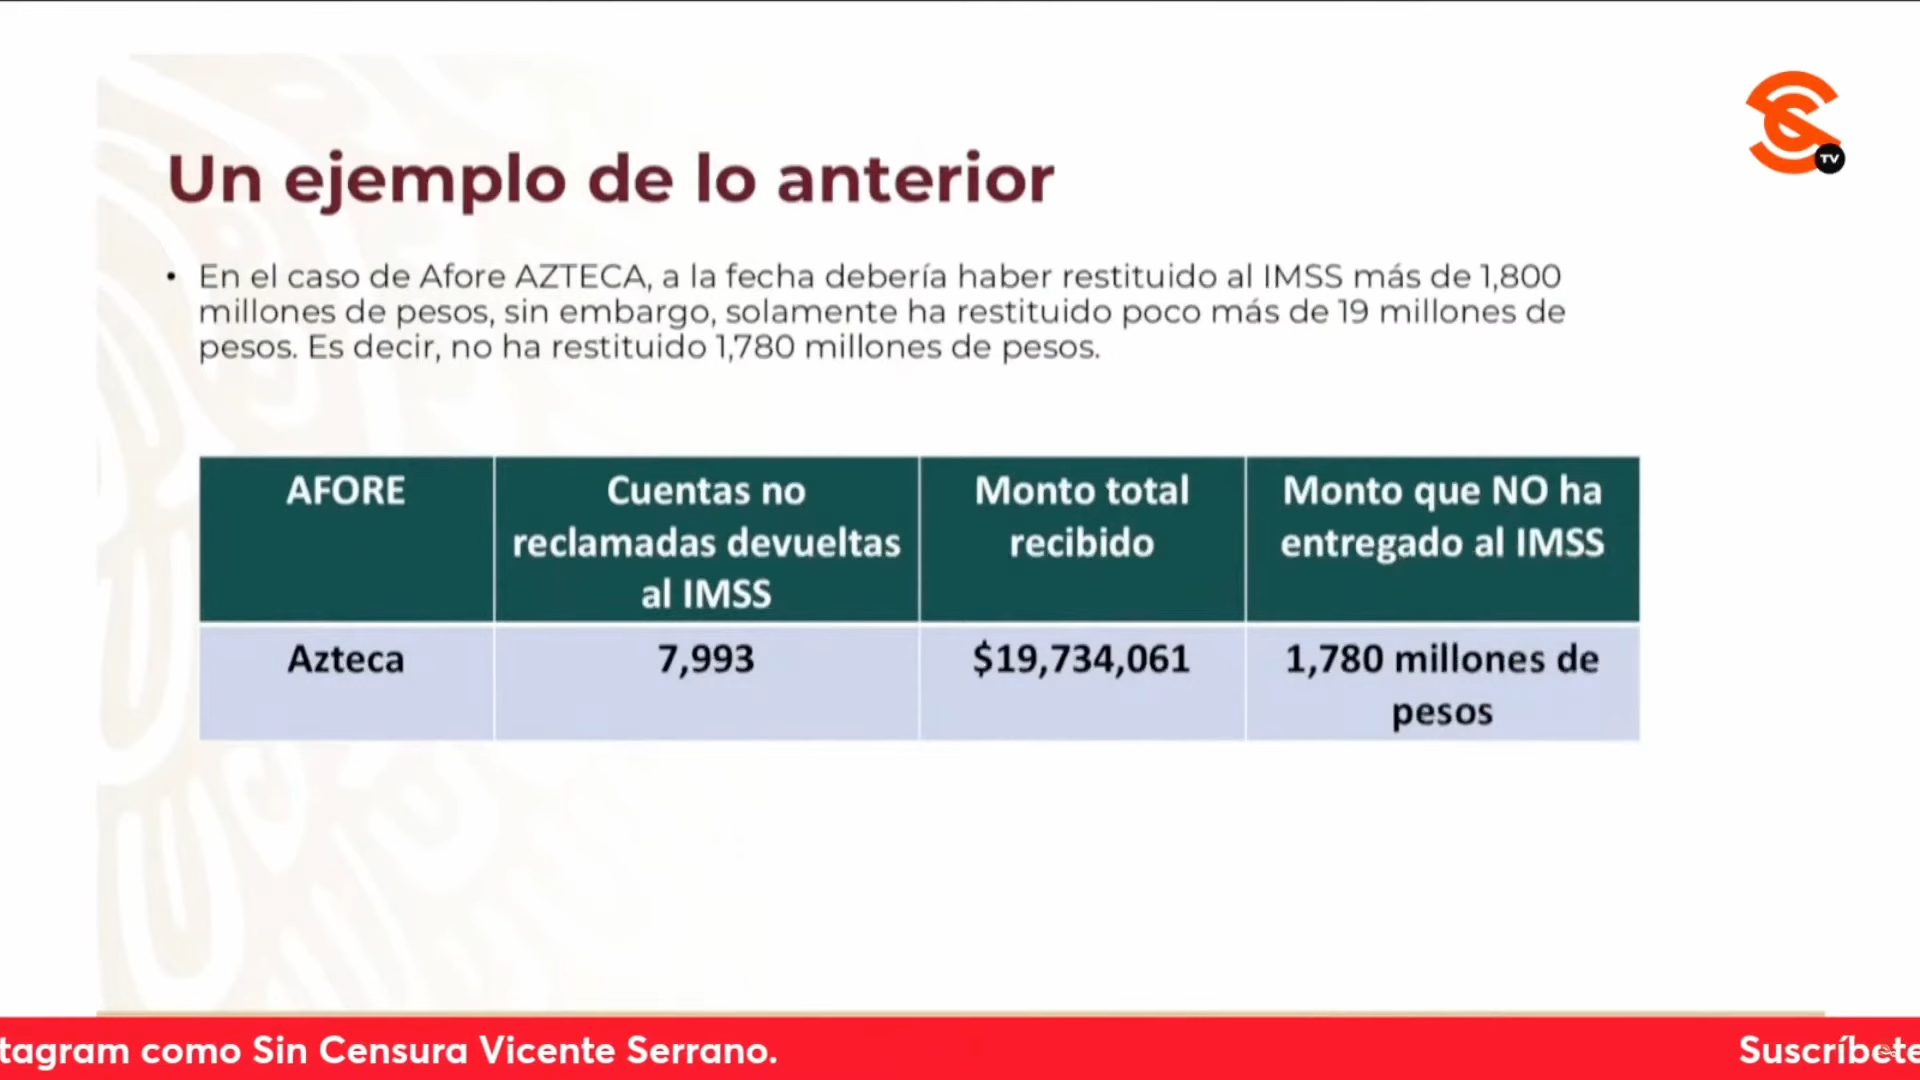 TV
Un ejemplo de lo anterior
• En el caso de Afore AZTECA, a la fecha debería haber restituido al IMSS más de 1,800
millones de pesos, sin embargo, solamente ha restituido poco más de 19 millones de
pesos. Es decir, no ha restituido 1,780 millones de pesos.
AFORE
Cuentas no
reclamadas devueltas
al IMSS
Monto total
recibido
Monto que NO ha
entregado al IMSS
Azteca
7,993
$19,734,061
1,780 millones de
pesos
tagram como Sin Censura Vicente Serrano.
Suscríbete